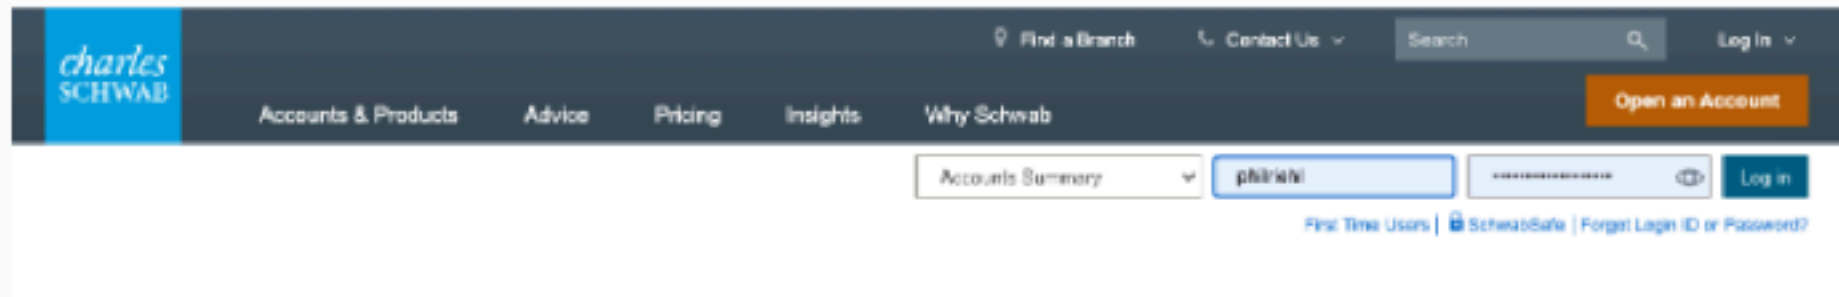 charles
SCHWAB
Find a Branch
Contact Us
Search
Log In
Open an Account
Accounts & Products
Advice
Pricing
Insights
Why Schwab
Accounts Summary
Log in
First Time Users | SchwabSafe | Forgot Login ID or Password?